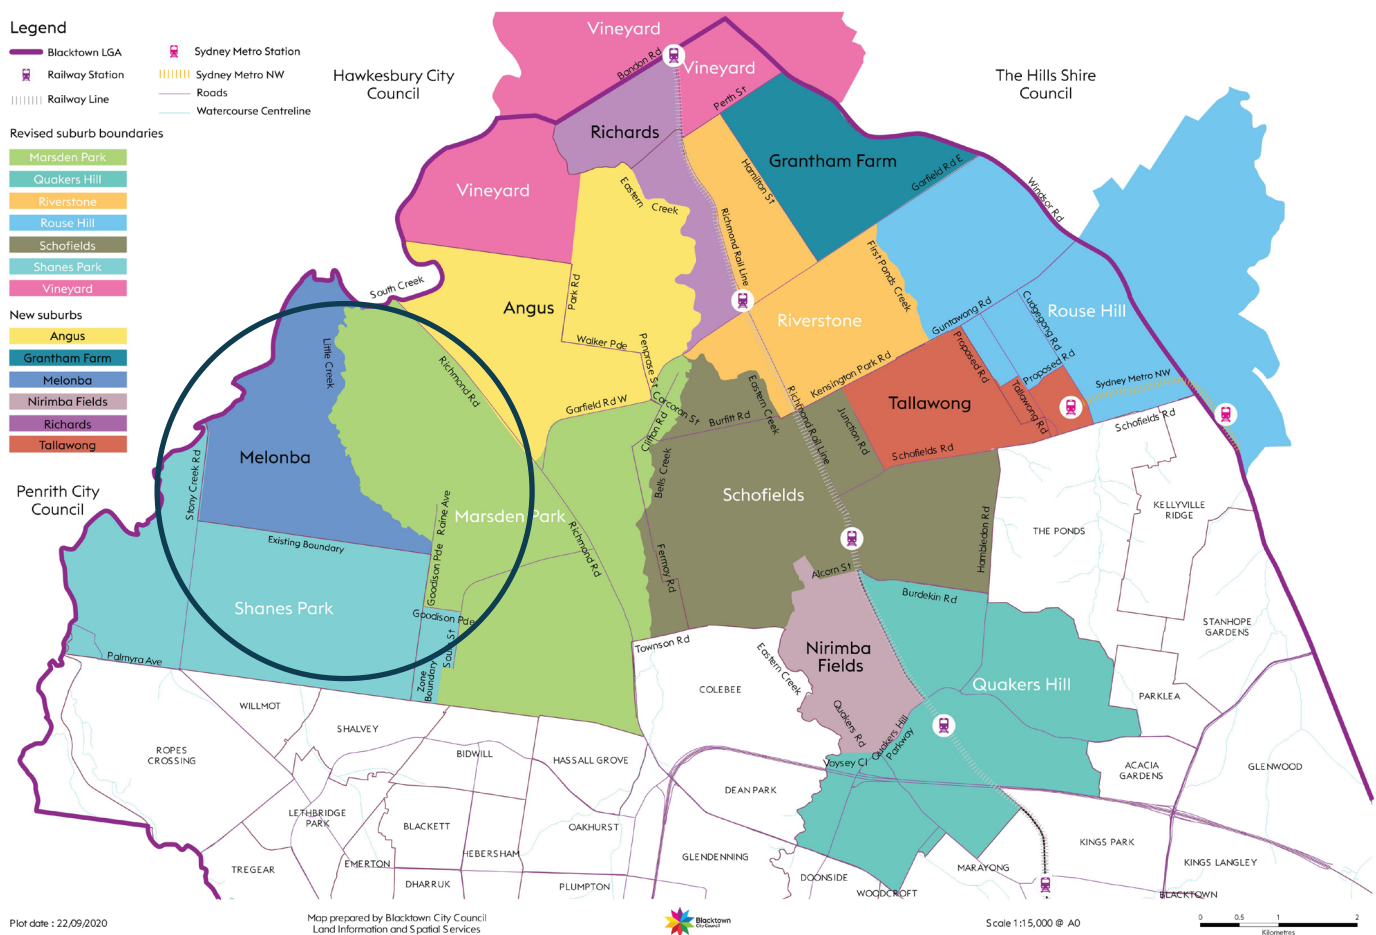 Legend
Blacktown LGA
Railway Station
Railway Line
Sydney Metro Station
Sydney Metro NW
Roads
Watercourse Centreline
Revised suburb boundaries
Marsden Park
Quakers Hill
Riverstone
Rouse Hill
Schofields
Shanes Park
Vineyard
New suburbs
Angus
Grantham Farm
Melonba
Nirimba Fields
Richards
Tallawong
Hawkesbury City
Council
The Hills Shire
Council
Penrith City
Council
Vineyard
Bandon Rd
Vineyard
Perth St
Richards
Grantham Farm
Garfield Rd E
Hamilton St
Windsor Rd
Vineyard
Eastern
Creek
Richmond Rail Line
First Ponds Creek
South Creek
Park Rd
Angus
Riverstone
Guntawong Rd
Cudgegong Rd
Rouse Hill
Little Creek
Richmond Rd
Walker Pde
Penprase St
Kensington Park Rd
Proposed Rd
Proposed Rd
Sydney Metro NW
Tallawong Rd
Tallawong
Garfield Rd W
Corcoran St
Clifton Rd
Burfitt Rd
Eastern Creek
Richmond Rail Line
Junction Rd
Schofields Rd
Schofields Rd
Melonba
Stony Creek Rd
Bells Creek
Schofields
KELLYVILLE
RIDGE
THE PONDS
Marsden Park
Raine Ave
Richmond Rd
Hambledon Rd
Existing Boundary
Goodison Pde
Fermoy Rd
Alcorn St
Burdekin Rd
Shanes Park
Goodison Pde
South St
Zone
Boundary
Palmyra Ave
Townson Rd
Eastern Creek
Nirimba
Fields
STANHOPE
GARDENS
COLEBEE
Quakers Hill
PARKLEA
Quakers Rd
Quakers Hill
Parkway
WILLMOT
SHALVEY
BIDWILL
HASSALL GROVE
ROPES
CROSSING
Voysey Cl
ACACIA
GARDENS
GLENWOOD
DEAN PARK
LETHBRIDGE
PARK
BLACKETT
OAKHURST
KINGS PARK
HEBERSHAM
GLENDENNING
TREGEAR
EMERTON
MARAYONG
KINGS LANGLEY
DHARRUK
PLUMPTON
DOONSIDE
WOODCROFT
BLACKTOWN
Plot date : 22/09/2020
Map prepared by Blacktown City Council
Land Information and Spatial Services
Blacktown
City Council
Scale 1:15,000 @ A0
0 0.5 1 2
Kilometres